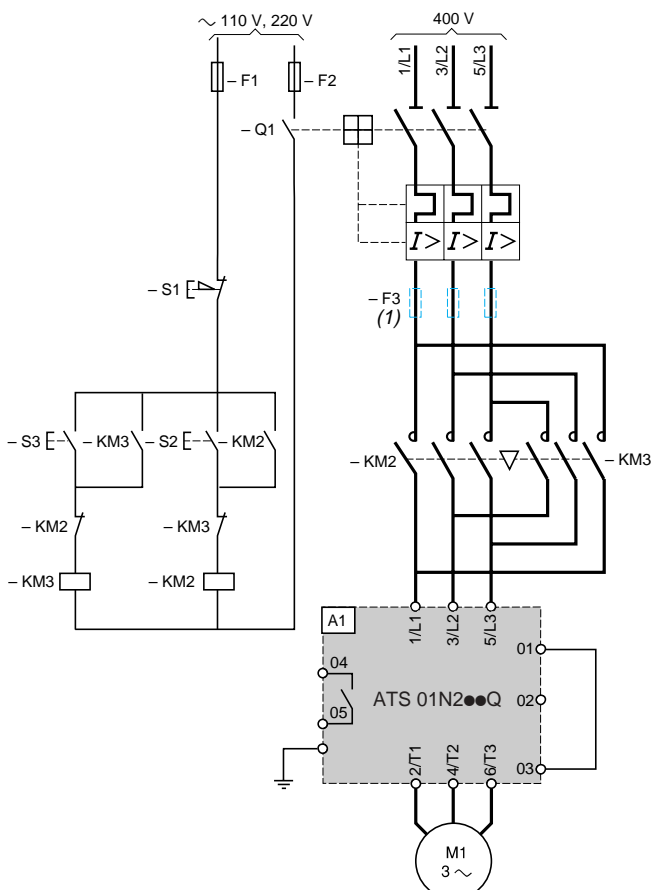 ∼ 110 V, 220 V
400 V
1/L1
3/L2
5/L3
– F1
– F2
– Q1
I> I> I>
– S1
– F3
(1)
– S3
– KM3
– S2
– KM2
– KM2
– KM3
– KM2
– KM3
– KM3
– KM2
A1
1/L1
3/L2
5/L3
04
05
01
02
03
ATS 01N2●●Q
2/T1
4/T2
6/T3
M1
3 ∼